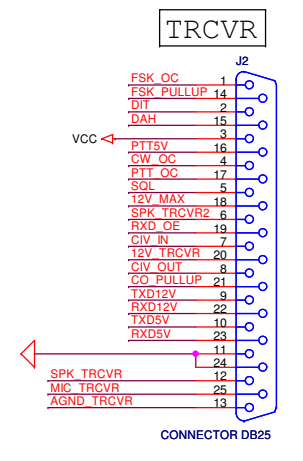 TRCVR
J2
FSK_OC 1
FSK_PULLUP 14
DIT 2
DAH 15
VCC 3
PTT5V 16
CW_OC 4
PTT_OC 17
SQL 5
12V_MAX 18
SPK_TRCVR2 6
RXD_OE 19
CIV_IN 7
12V_TRCVR 20
CIV_OUT 8
CO_PULLUP 21
TXD12V 9
RXD12V 22
TXD5V 10
RXD5V 23
11
24
SPK_TRCVR 12
MIC_TRCVR 25
AGND_TRCVR 13
CONNECTOR DB25